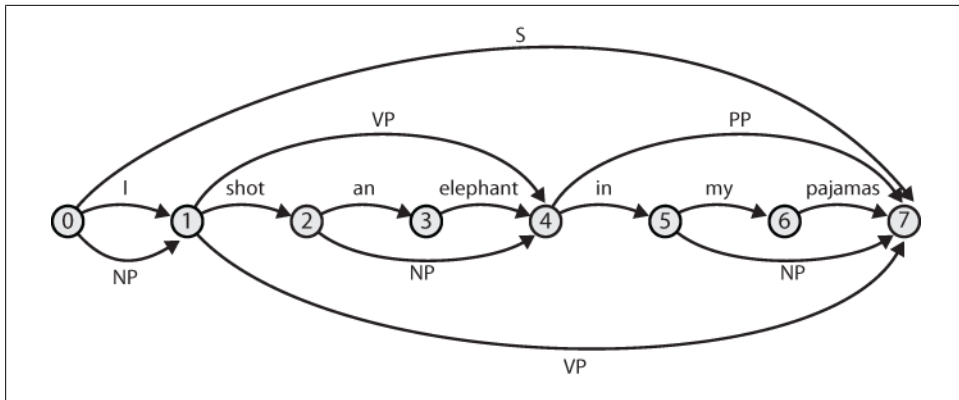 S
VP PP
I shot an elephant in my pajamas
0 1 2 3 4 5 6 7
NP NP NP
VP